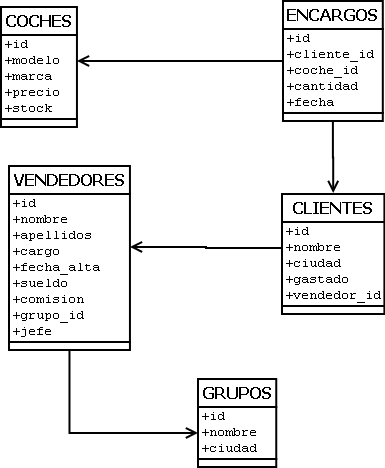 COCHES
+id
+modelo
+marca
+precio
+stock
ENCARGOS
+id
+cliente_id
+coche_id
+cantidad
+fecha
VENDEDORES
+id
+nombre
+apellidos
+cargo
+fecha_alta
+sueldo
+comision
+grupo_id
+jefe
CLIENTES
+id
+nombre
+ciudad
+gastado
+vendedor_id
GRUPOS
+id
+nombre
+ciudad